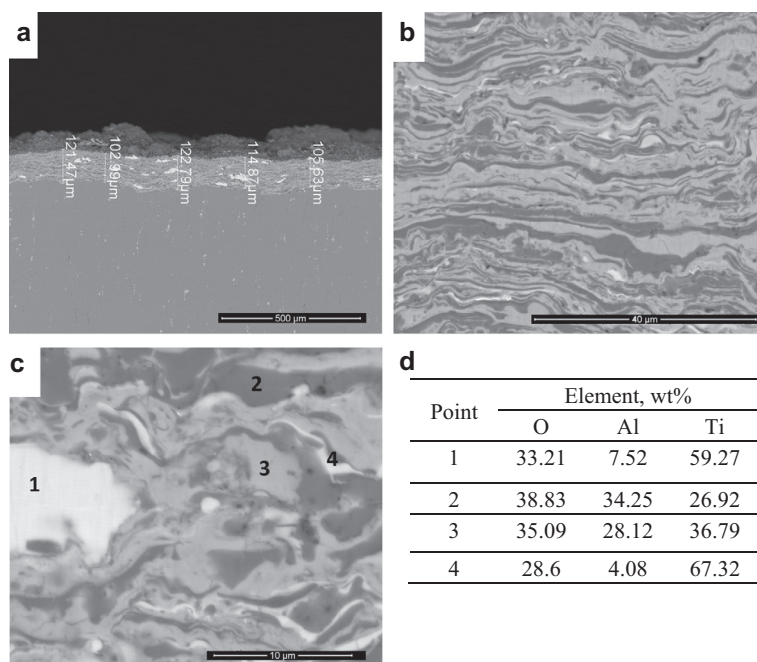 a
121.47µm
102.99µm
122.79µm
114.87µm
105.63µm
500 µm
b
40 µm
c
1
2
3
4
10 µm
d
Point Element, wt%
O Al Ti
1 33.21 7.52 59.27
2 38.83 34.25 26.92
3 35.09 28.12 36.79
4 28.6 4.08 67.32